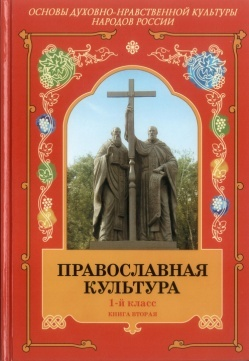 ОСНОВЫ ДУХОВНО-НРАВСТВЕННОЙ КУЛЬТУРЫ
НАРОДОВ РОССИИ
ПРАВОСЛАВНАЯ
КУЛЬТУРА
1-й класс
КНИГА ВТОРАЯ